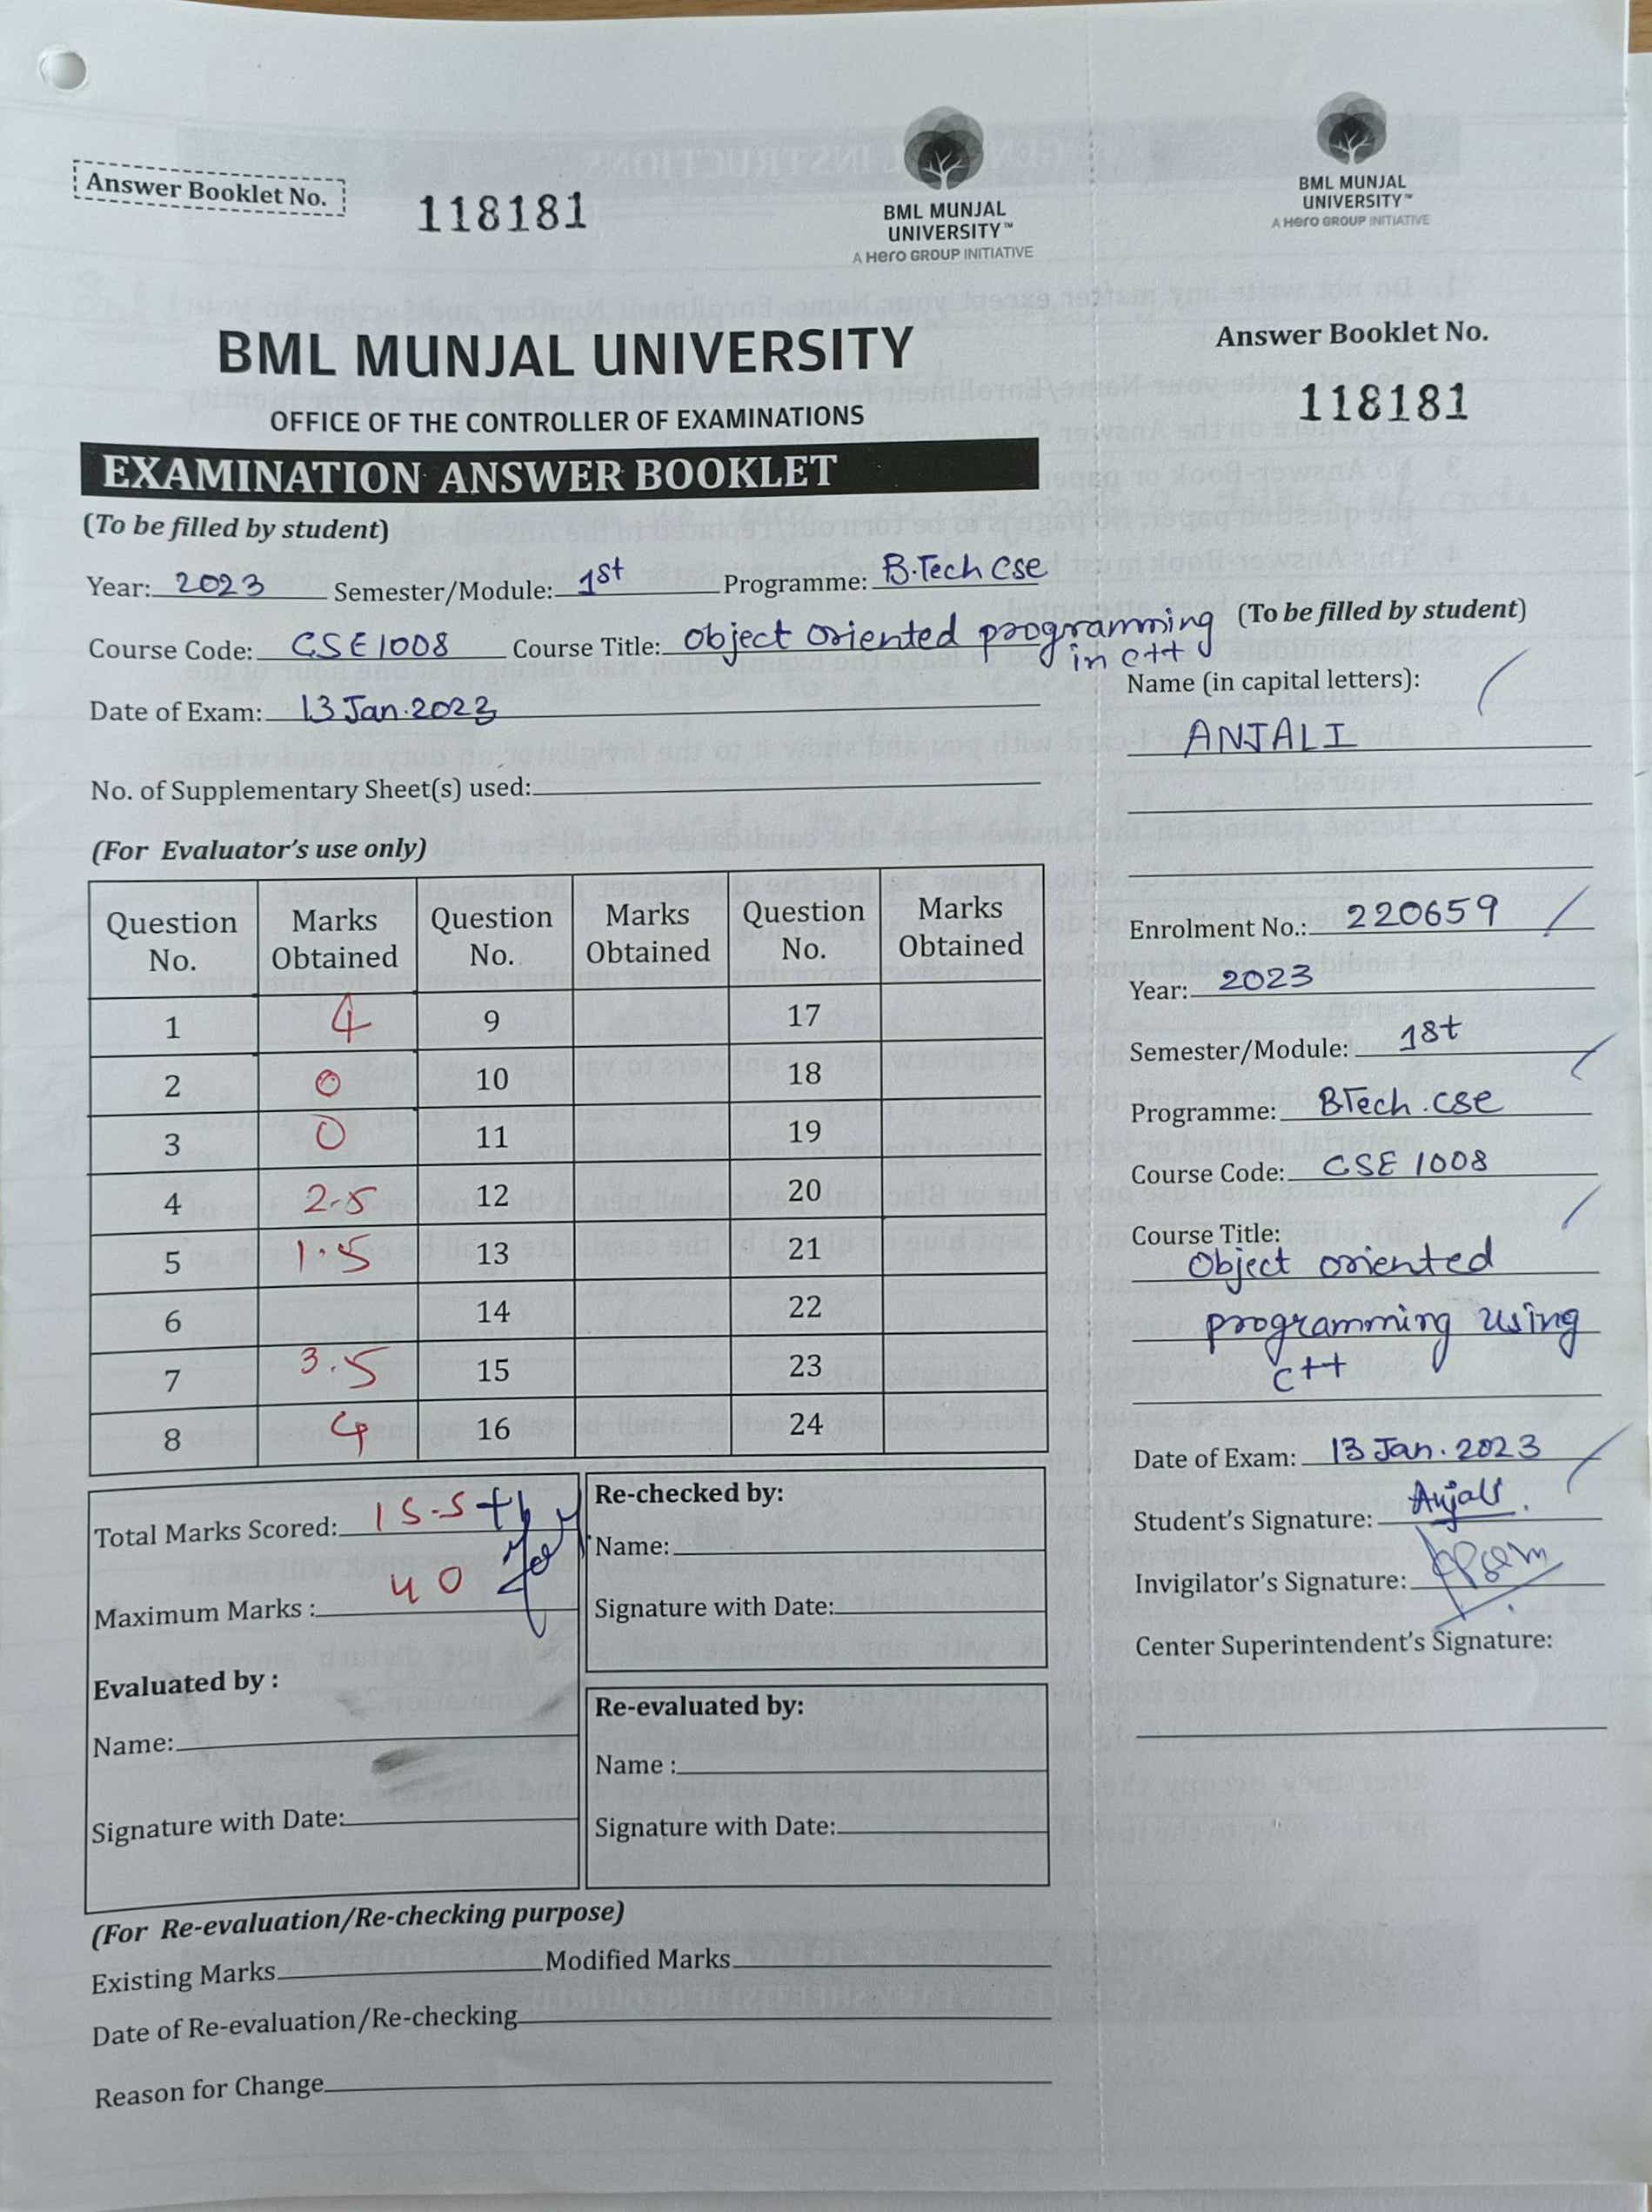 Answer Booklet No.
118181
BML MUNJAL
UNIVERSITY™
A Hero GROUP INITIATIVE
BML MUNJAL
UNIVERSITY™
A Hero GROUP INITIATIVE
BML MUNJAL UNIVERSITY
OFFICE OF THE CONTROLLER OF EXAMINATIONS
EXAMINATION ANSWER BOOKLET
(To be filled by student)
Year: 2023 Semester/Module: 1st Programme: B.Tech Cse
Course Code: CSE1008 Course Title: Object Oriented programming
in C++
Date of Exam: 13 Jan. 2023
No. of Supplementary Sheet(s) used:
(For Evaluator's use only)
Question No. Marks Obtained Question No. Marks Obtained Question No. Marks Obtained
1 4 9 17
2 0 10 18
3 0 11 19
4 2.5 12 20
5 1.5 13 21
6 14 22
7 3.5 15 23
8 4 16 24
Total Marks Scored: 15.5
Maximum Marks : 40
Evaluated by :
Name:
Signature with Date:
Re-checked by:
Name:
Signature with Date:
Re-evaluated by:
Name :
Signature with Date:
(For Re-evaluation/Re-checking purpose)
Existing Marks Modified Marks
Date of Re-evaluation/Re-checking
Reason for Change
Answer Booklet No.
118181
(To be filled by student)
Name (in capital letters):
ANJALI
Enrolment No.: 220659
Year: 2023
Semester/Module: 1st
Programme: BTech.cse
Course Code: CSE 1008
Course Title:
Object oriented
programming using
C++
Date of Exam: 13 Jan. 2023
Student's Signature: Anjali
Invigilator's Signature:
Center Superintendent's Signature: